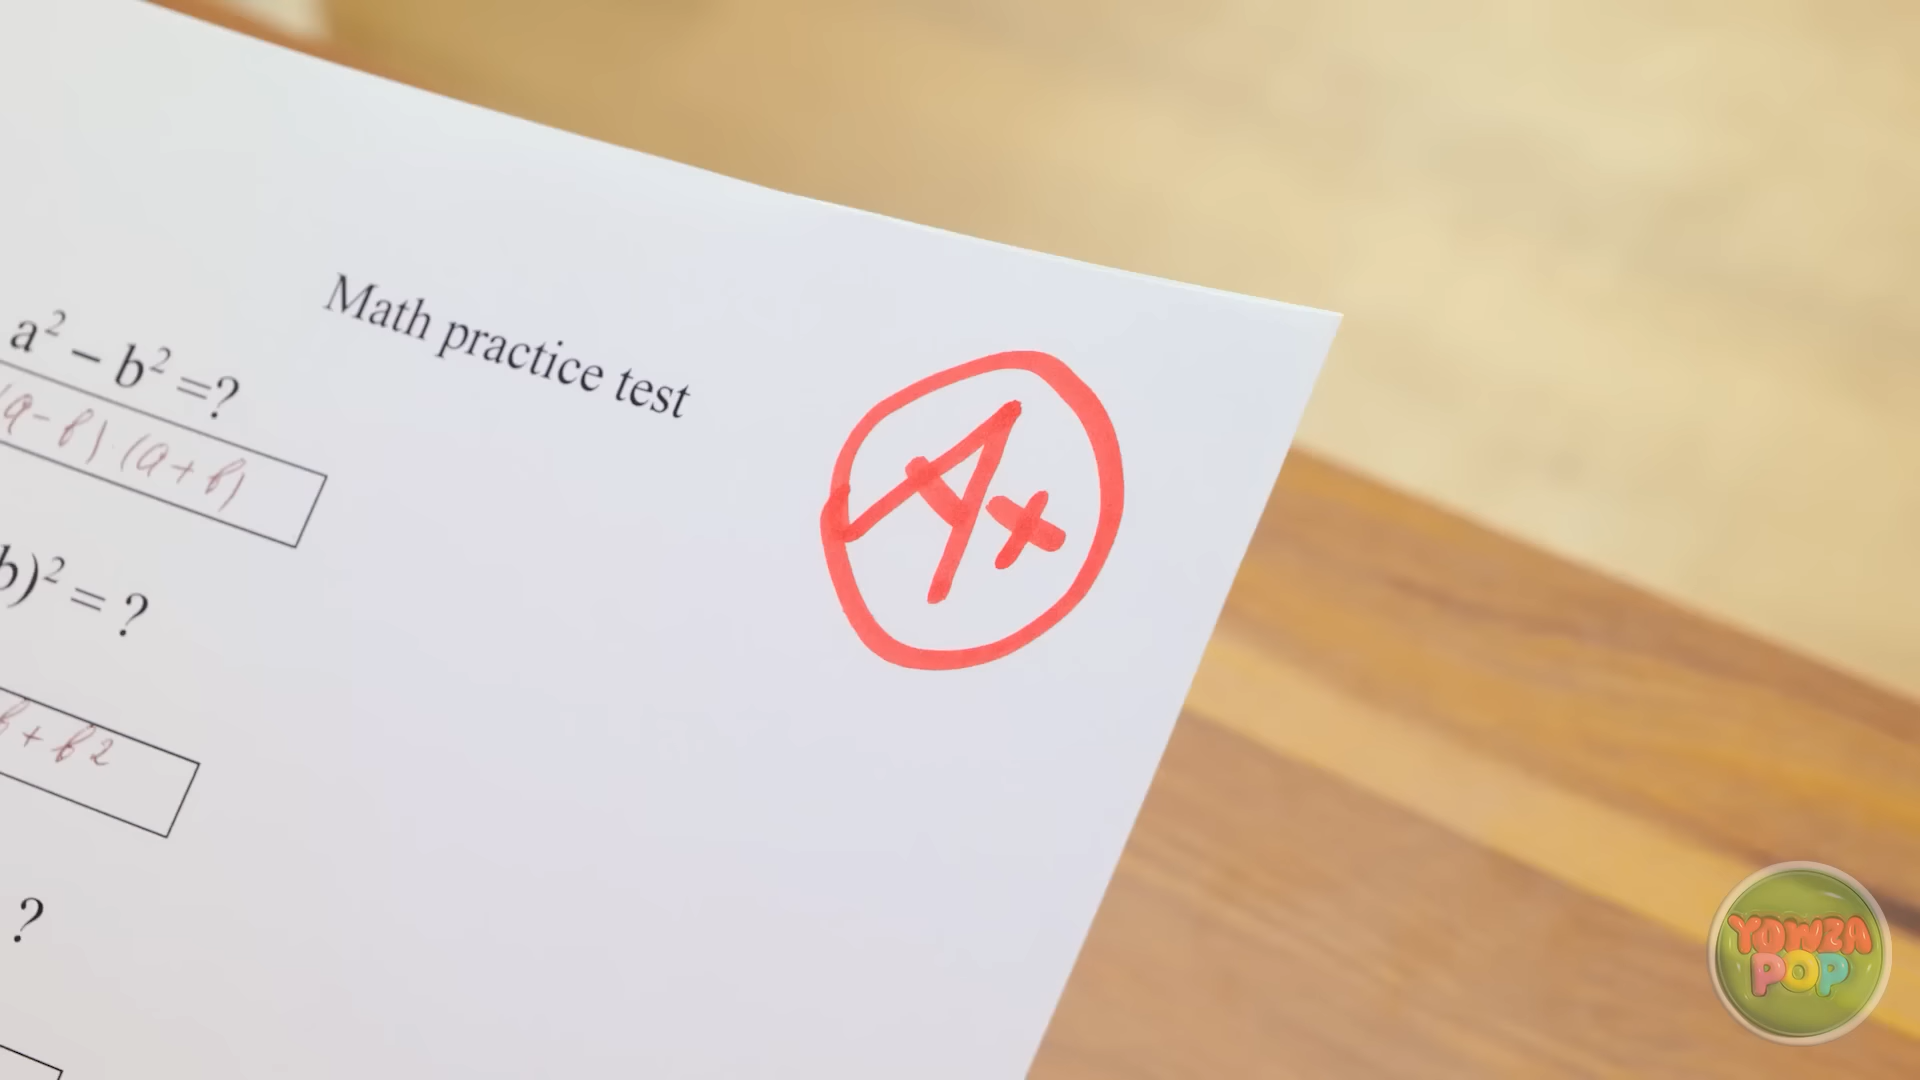 Math practice test
A+
a² – b² =?
(a-b)·(a+b)
b)² = ?
b + b2
?
YOWZA
POP